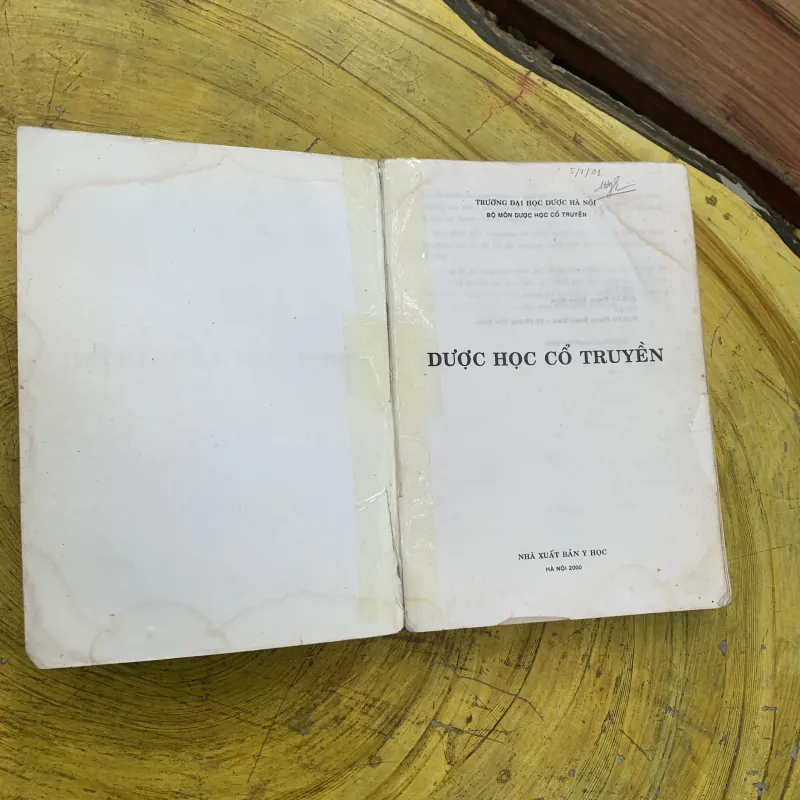 5/7/01
TRƯỜNG ĐẠI HỌC DƯỢC HÀ NỘI
BỘ MÔN DƯỢC HỌC CỔ TRUYỀN
DƯỢC HỌC CỔ TRUYỀN
NHÀ XUẤT BẢN Y HỌC
HÀ NỘI 2000